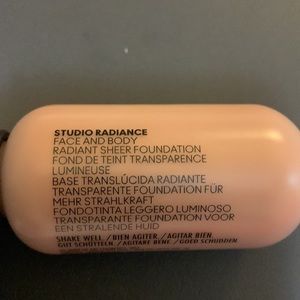 STUDIO RADIANCE
FACE AND BODY
RADIANT SHEER FOUNDATION
FOND DE TEINT TRANSPARENCE
LUMINEUSE
BASE TRANSLÚCIDA RADIANTE
TRANSPARENTE FOUNDATION FÜR
MEHR STRAHLKRAFT
FONDOTINTA LEGGERO LUMINOSO
TRANSPARANTE FOUNDATION VOOR
EEN STRALENDE HUID
SHAKE WELL / BIEN AGITER / AGITAR BIEN /
GUT SCHÜTTELN / AGITARE BENE / GOED SCHUDDEN